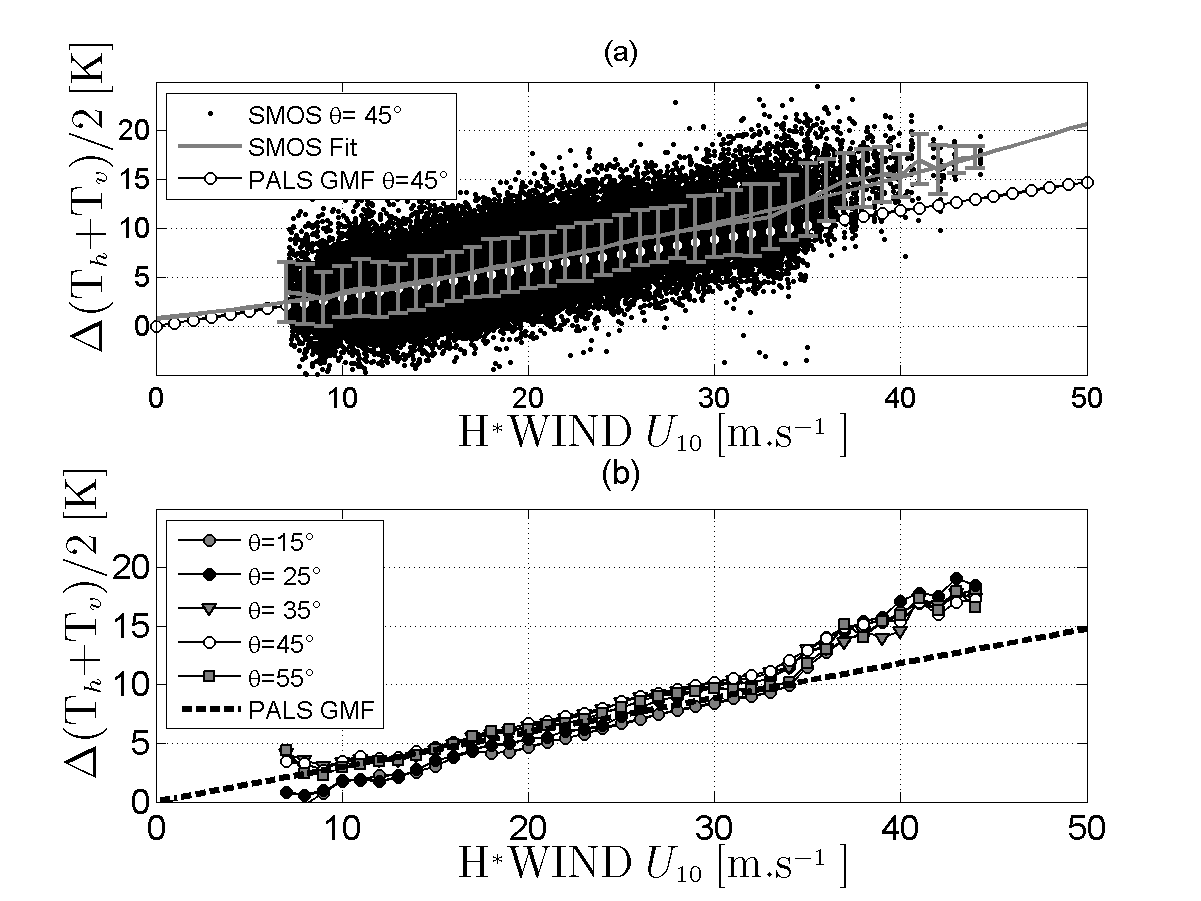 (a)
Δ(Tₕ+Tᵥ)/2 [K]
SMOS θ= 45°
SMOS Fit
PALS GMF θ=45°
20
15
10
5
0
0 10 20 30 40 50
H*WIND U₁₀ [m.s⁻¹ ]
(b)
Δ(Tₕ+Tᵥ)/2 [K]
θ=15°
θ= 25°
θ= 35°
θ=45°
θ=55°
PALS GMF
20
15
10
5
0
0 10 20 30 40 50
H*WIND U₁₀ [m.s⁻¹ ]